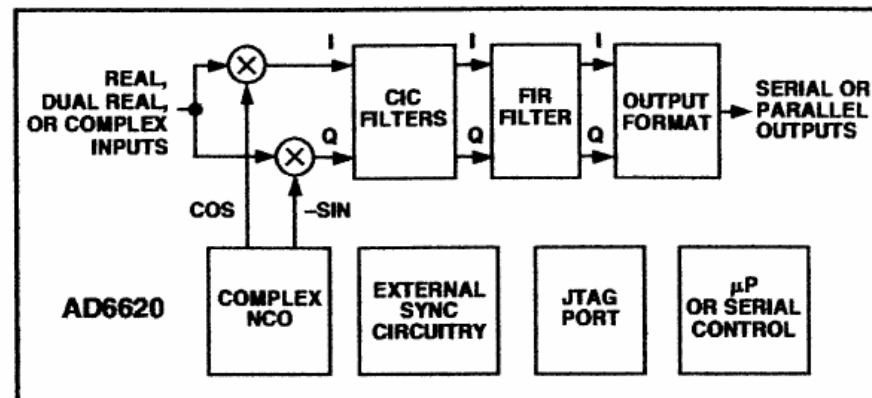 REAL,
DUAL REAL,
OR COMPLEX
INPUTS
I
Q
CIC
FILTERS
I
Q
FIR
FILTER
I
Q
OUTPUT
FORMAT
SERIAL OR
PARALLEL
OUTPUTS
COS
–SIN
AD6620
COMPLEX
NCO
EXTERNAL
SYNC
CIRCUITRY
JTAG
PORT
µP
OR SERIAL
CONTROL